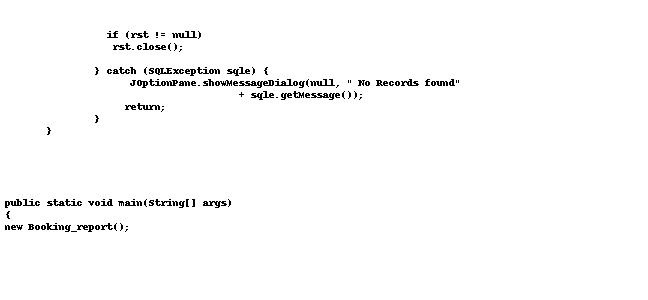 if (rst != null)
rst.close();
} catch (SQLException sqle) {
JOptionPane.showMessageDialog(null, " No Records found"
+ sqle.getMessage());
return;
}
}
public static void main(String[] args)
{
new Booking_report();